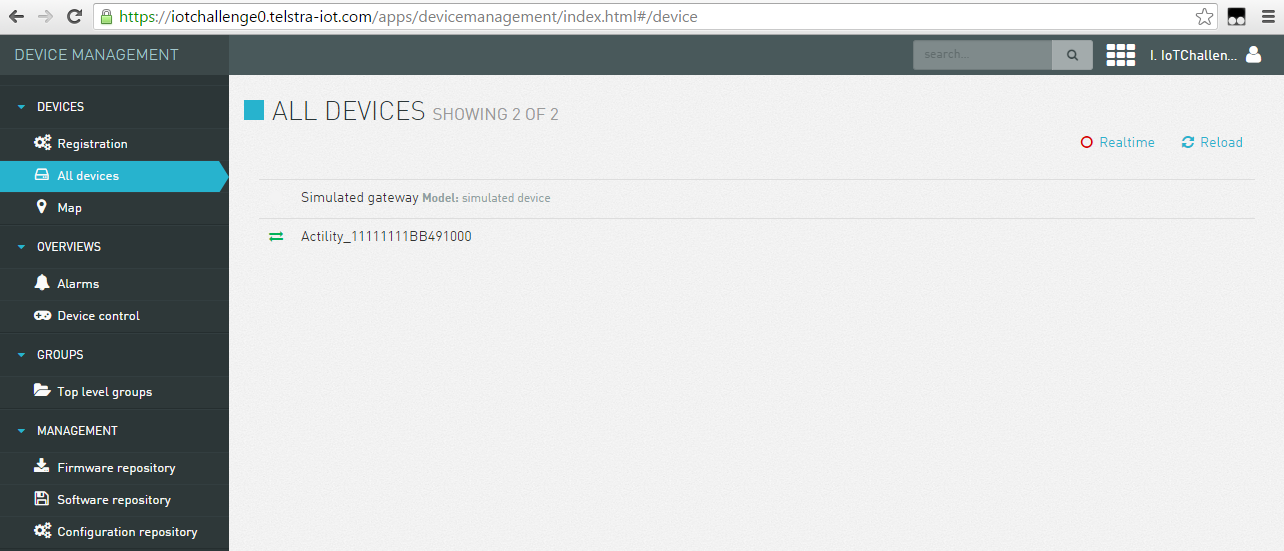 https://iotchallenge0.telstra-iot.com/apps/devicemanagement/index.html#/device
DEVICE MANAGEMENT
search...
I. IoTChallen...
DEVICES
Registration
All devices
Map
OVERVIEWS
Alarms
Device control
GROUPS
Top level groups
MANAGEMENT
Firmware repository
Software repository
Configuration repository
ALL DEVICES SHOWING 2 OF 2
Realtime Reload
Simulated gateway Model: simulated device
Actility_11111111BB491000